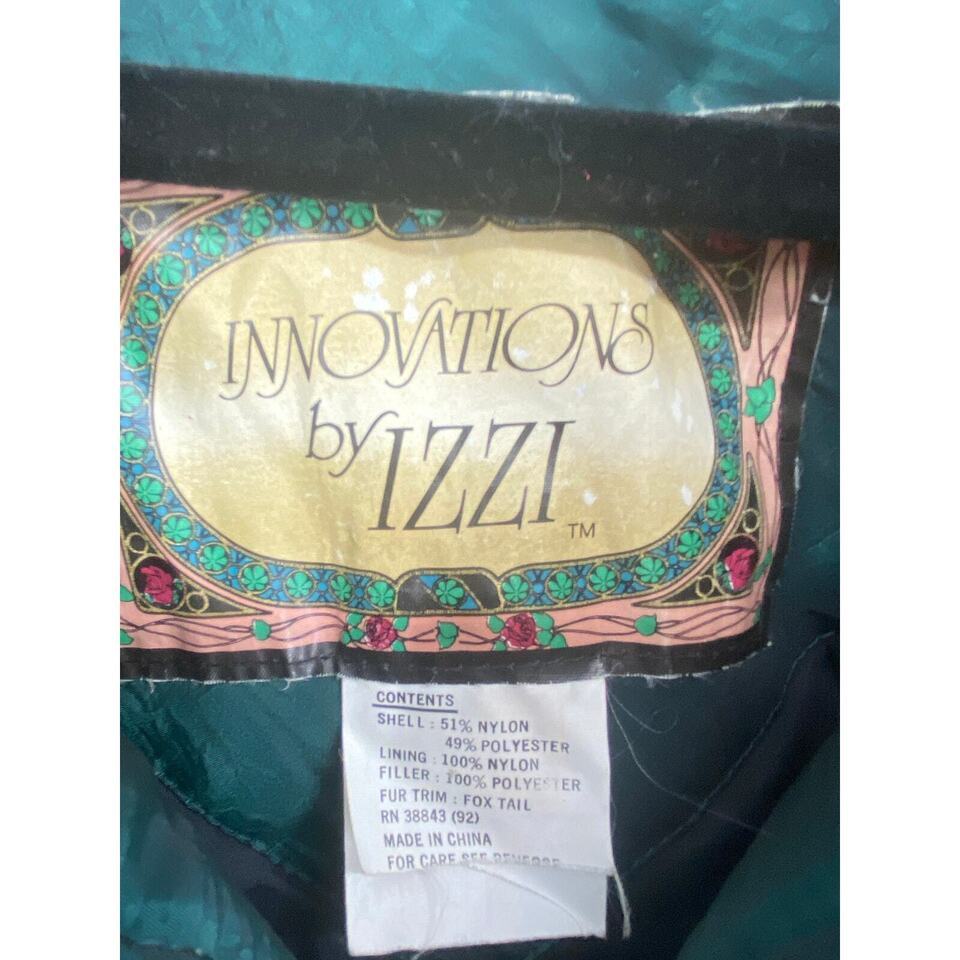 INNOVATIONS
by IZZI TM
CONTENTS
SHELL : 51% NYLON
49% POLYESTER
LINING : 100% NYLON
FILLER : 100% POLYESTER
FUR TRIM : FOX TAIL
RN 38843 (92)
MADE IN CHINA
FOR CARE SEE REVERSE